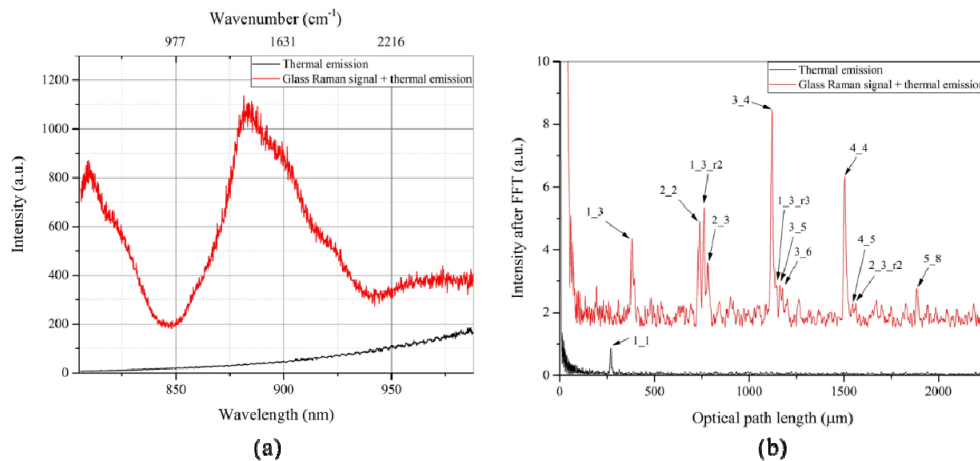 Wavenumber (cm-1)
977 1631 2216
Thermal emission
Glass Raman signal + thermal emission
1200
1000
800
600
400
200
0
Intensity (a.u.)
850 900 950
Wavelength (nm)
(a)
Thermal emission
Glass Raman signal + thermal emission
10
8
6
4
2
0
Intensity after FFT (a.u.)
3_4
4_4
1_3_r2
2_2
1_3
2_3
1_3_r3
3_5
3_6
4_5
2_3_r2
5_8
1_1
0 500 1000 1500 2000
Optical path length (μm)
(b)